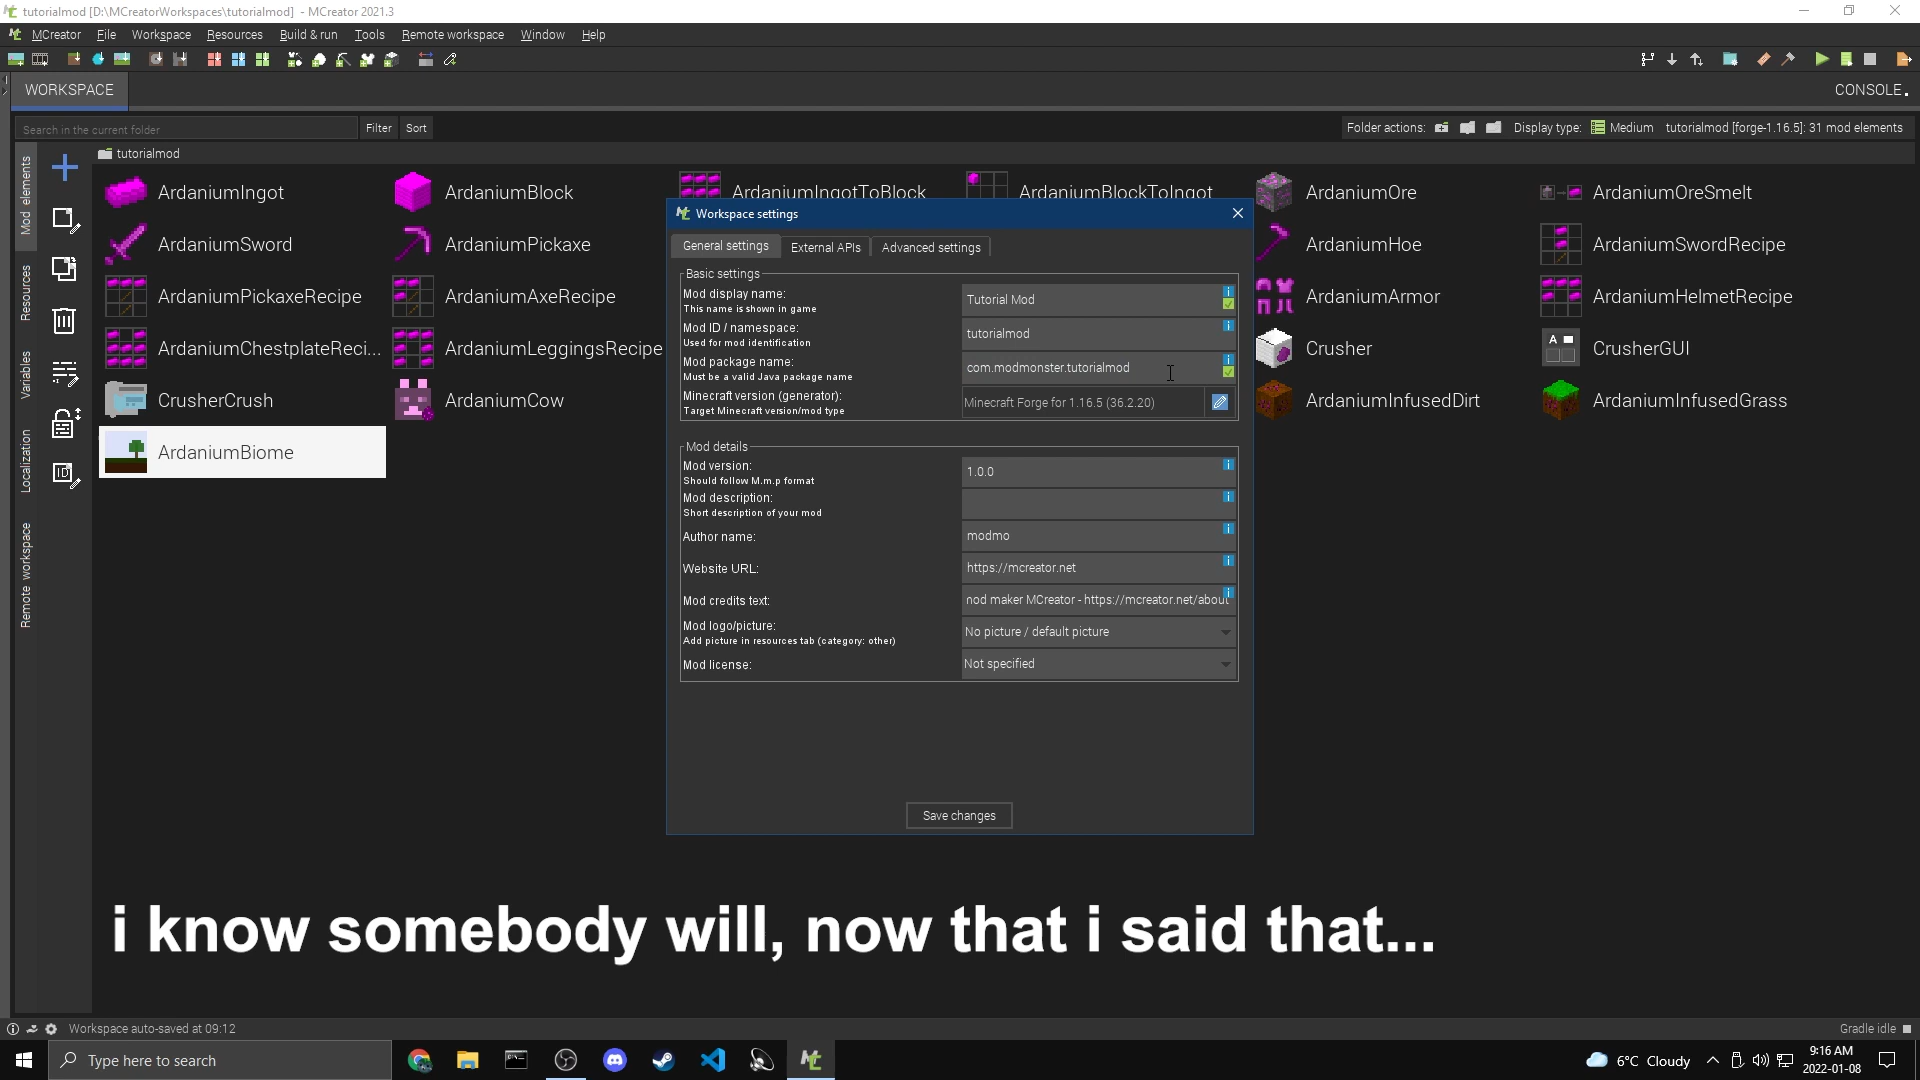 tutorialmod [D:\MCreatorWorkspaces\tutorialmod] - MCreator 2021.3
MCreator File Workspace Resources Build & run Tools Remote workspace Window Help
WORKSPACE
CONSOLE
Search in the current folder
Filter
Sort
Folder actions:
Display type:
Medium
tutorialmod [forge-1.16.5]: 31 mod elements
Mod elements
Resources
Variables
Localization
Remote workspace
tutorialmod
ArdaniumIngot
ArdaniumBlock
ArdaniumIngotToBlock
ArdaniumBlockToIngot
ArdaniumOre
ArdaniumOreSmelt
ArdaniumSword
ArdaniumPickaxe
ArdaniumHoe
ArdaniumSwordRecipe
ArdaniumPickaxeRecipe
ArdaniumAxeRecipe
ArdaniumArmor
ArdaniumHelmetRecipe
ArdaniumChestplateReci...
ArdaniumLeggingsRecipe
Crusher
CrusherGUI
CrusherCrush
ArdaniumCow
ArdaniumInfusedDirt
ArdaniumInfusedGrass
ArdaniumBiome
Workspace settings
General settings
External APIs
Advanced settings
Basic settings
Mod display name:
This name is shown in game
Tutorial Mod
Mod ID / namespace:
Used for mod identification
tutorialmod
Mod package name:
Must be a valid Java package name
com.modmonster.tutorialmod
Minecraft version (generator):
Target Minecraft version/mod type
Minecraft Forge for 1.16.5 (36.2.20)
Mod details
Mod version:
Should follow M.m.p format
1.0.0
Mod description:
Short description of your mod
Author name:
modmo
Website URL:
https://mcreator.net
Mod credits text:
nod maker MCreator - https://mcreator.net/about
Mod logo/picture:
Add picture in resources tab (category: other)
No picture / default picture
Mod license:
Not specified
Save changes
i know somebody will, now that i said that...
Workspace auto-saved at 09:12
Gradle idle
Type here to search
6°C Cloudy
9:16 AM
2022-01-08